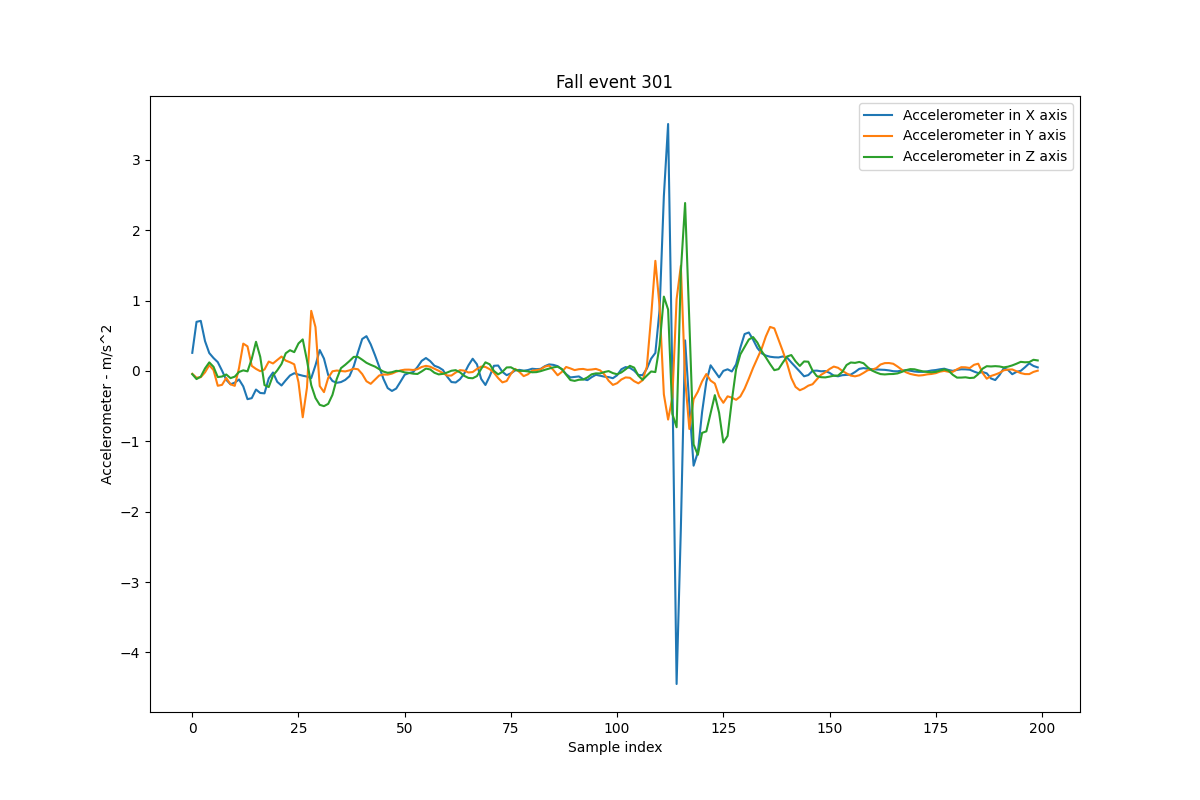 Fall event 301
Accelerometer in X axis
Accelerometer in Y axis
Accelerometer in Z axis
Accelerometer - m/s^2
3
2
1
0
−1
−2
−3
−4
0 25 50 75 100 125 150 175 200
Sample index